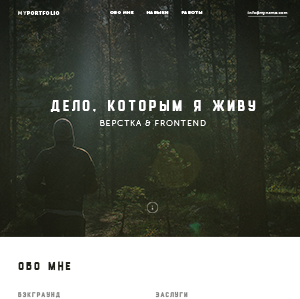 MYPORTFOLIO
ОБО МНЕ НАВЫКИ РАБОТЫ
info@myname.com
ДЕЛО, КОТОРЫМ Я ЖИВУ
ВЕРСТКА & FRONTEND
ОБО МНЕ
БЭКГРАУНД ЗАСЛУГИ